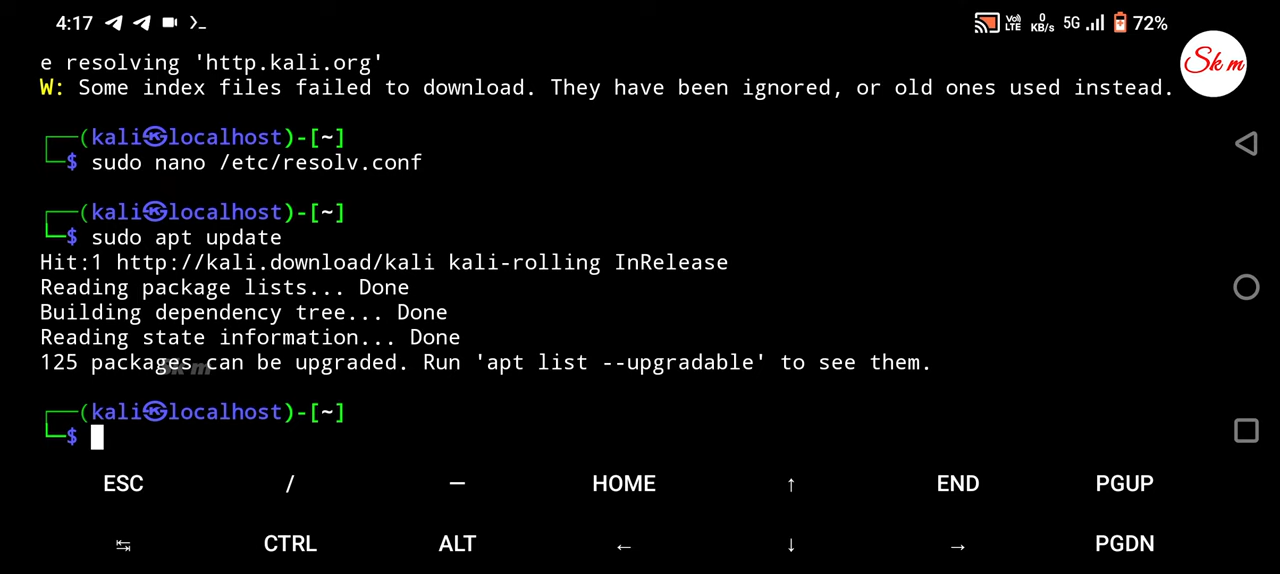 4:17
Vo) LTE 0 KB/s 5G 72%
Sk m
e resolving 'http.kali.org'
W: Some index files failed to download. They have been ignored, or old ones used instead.
┌──(kali㉿localhost)-[~]
└─$ sudo nano /etc/resolv.conf
┌──(kali㉿localhost)-[~]
└─$ sudo apt update
Hit:1 http://kali.download/kali kali-rolling InRelease
Reading package lists... Done
Building dependency tree... Done
Reading state information... Done
125 packages can be upgraded. Run 'apt list --upgradable' to see them.
Sk m
┌──(kali㉿localhost)-[~]
└─$
ESC / — HOME ↑ END PGUP
↹ CTRL ALT ← ↓ → PGDN